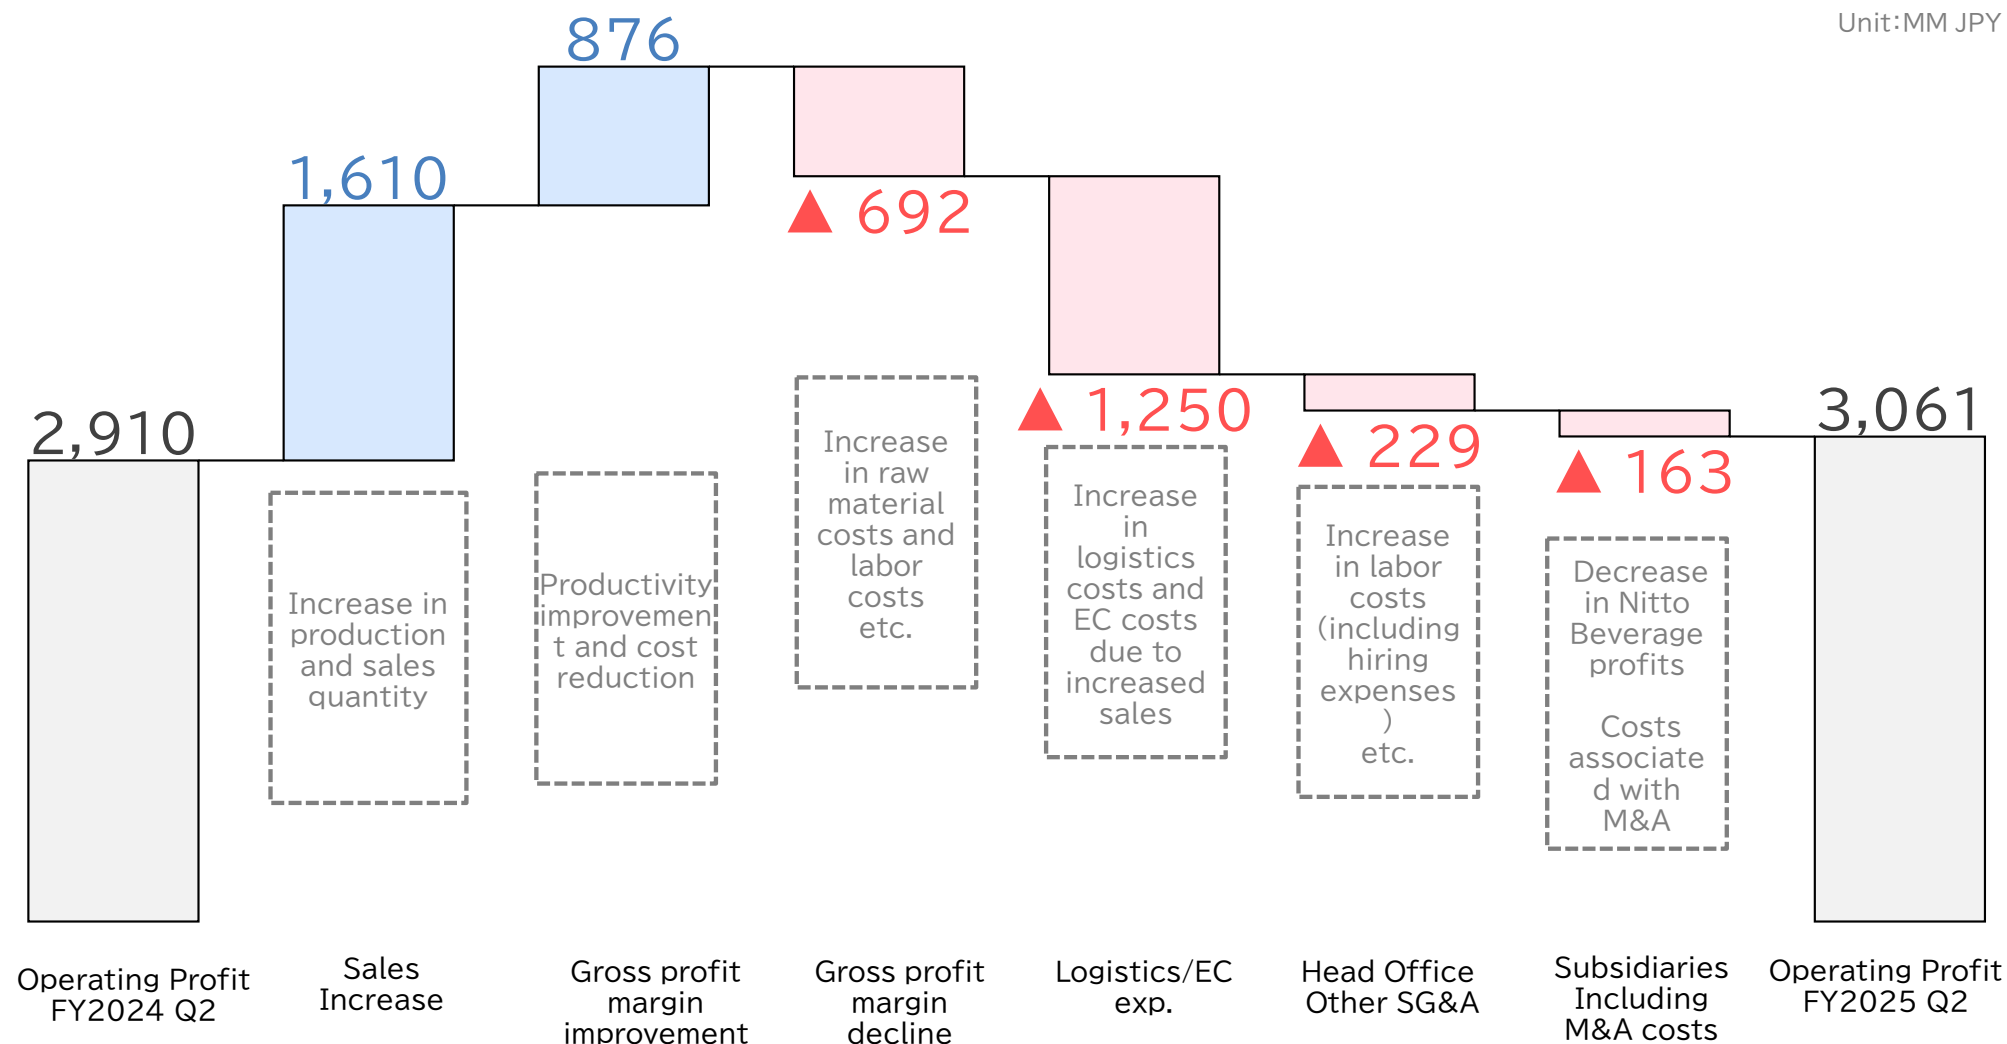 Unit：MM JPY
2,910
1,610
876
▲ 692
▲ 1,250
▲ 229
▲ 163
3,061
Increase in
production
and sales
quantity
Productivity
improvemen
t and cost
reduction
Increase
in raw
material
costs and
labor
costs
etc.
Increase
in
logistics
costs and
EC costs
due to
increased
sales
Increase
in labor
costs
(including
hiring
expenses
)
etc.
Decrease
in Nitto
Beverage
profits
Costs
associate
d with
M&A
Operating Profit
FY2024 Q2
Sales
Increase
Gross profit
margin
improvement
Gross profit
margin
decline
Logistics/EC
exp.
Head Office
Other SG&A
Subsidiaries
Including
M&A costs
Operating Profit
FY2025 Q2